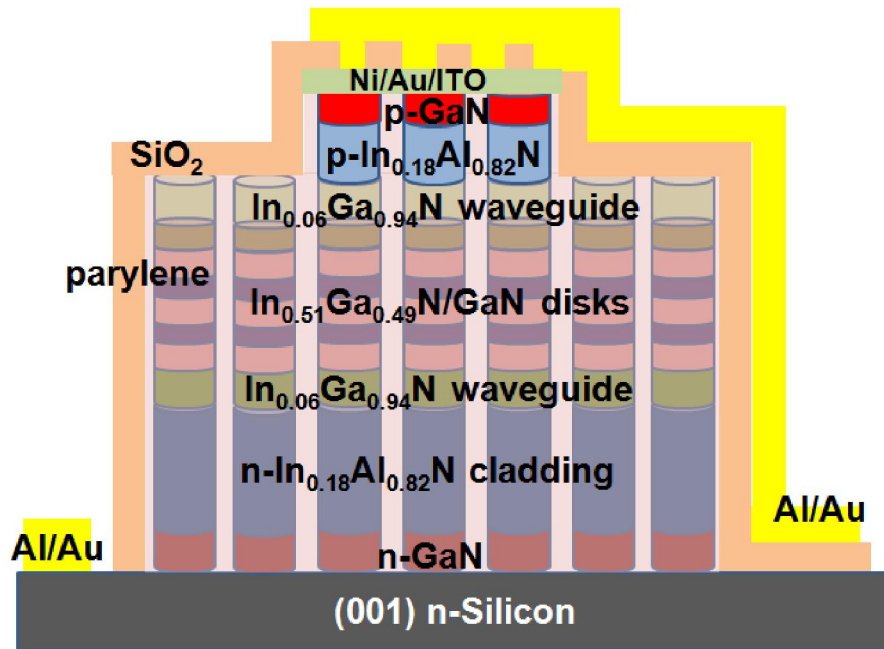 Ni/Au/ITO
p-GaN
SiO₂
p-In₀.₁₈Al₀.₈₂N
In₀.₀₆Ga₀.₉₄N waveguide
parylene
In₀.₅₁Ga₀.₄₉N/GaN disks
In₀.₀₆Ga₀.₉₄N waveguide
n-In₀.₁₈Al₀.₈₂N cladding
Al/Au
Al/Au
n-GaN
(001) n-Silicon